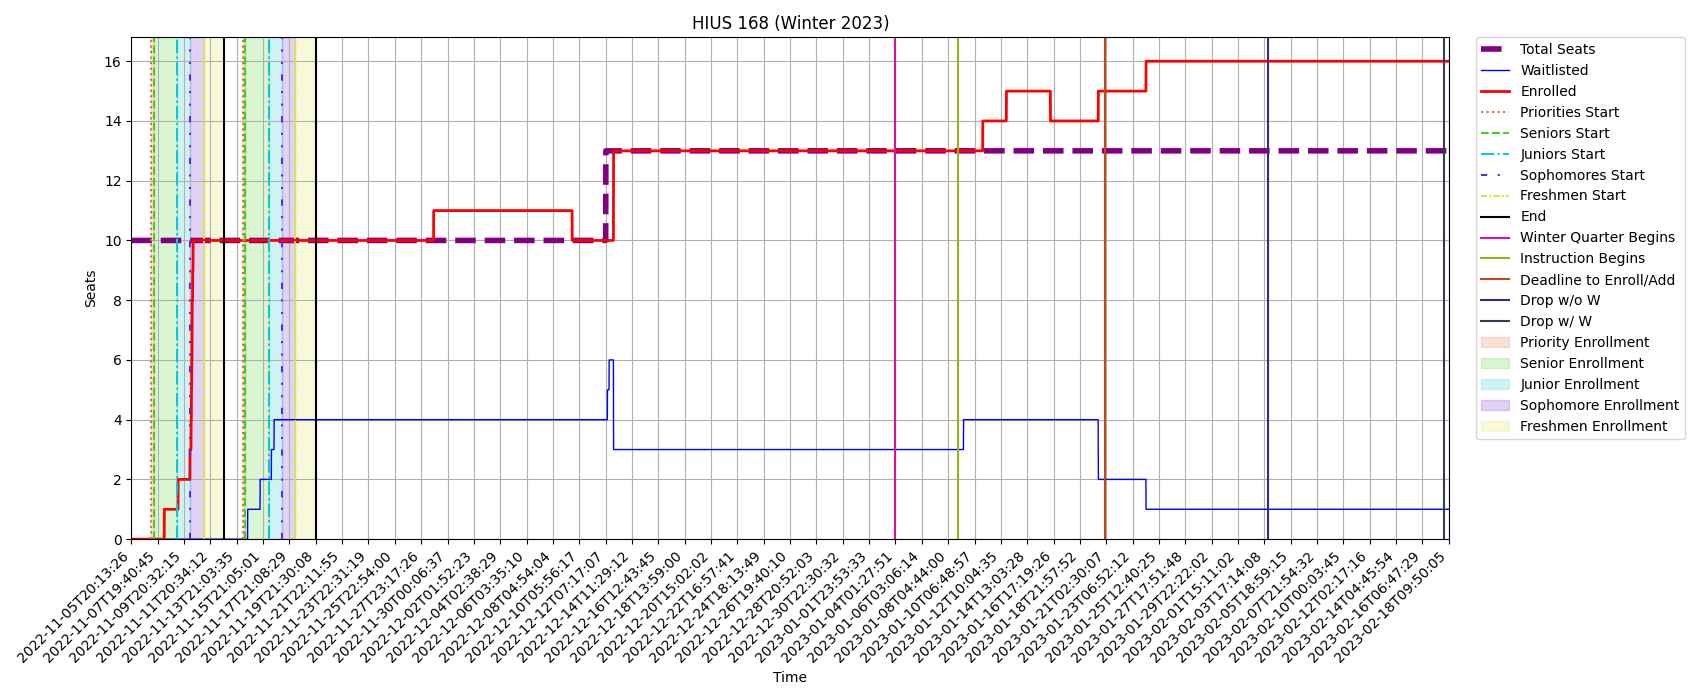 HIUS 168 (Winter 2023)
Seats
16
14
12
10
8
6
4
2
0
2022-11-05T20:13:26
2022-11-07T19:40:45
2022-11-09T20:32:15
2022-11-11T20:34:12
2022-11-13T21:03:35
2022-11-15T21:05:01
2022-11-17T21:08:29
2022-11-19T21:30:08
2022-11-21T22:11:55
2022-11-23T22:31:19
2022-11-25T22:54:00
2022-11-27T23:17:26
2022-11-30T00:06:37
2022-12-02T01:52:23
2022-12-04T02:38:29
2022-12-06T03:35:10
2022-12-08T04:54:04
2022-12-10T05:56:17
2022-12-12T07:17:07
2022-12-14T11:29:12
2022-12-16T12:43:45
2022-12-18T13:59:00
2022-12-20T15:02:02
2022-12-22T16:57:41
2022-12-24T18:13:49
2022-12-26T19:40:10
2022-12-28T20:52:03
2022-12-30T22:30:32
2023-01-01T23:53:33
2023-01-04T01:27:51
2023-01-06T03:06:14
2023-01-08T04:44:00
2023-01-10T06:48:57
2023-01-12T10:04:35
2023-01-14T13:03:28
2023-01-16T17:19:26
2023-01-18T21:57:52
2023-01-21T02:30:07
2023-01-23T06:52:12
2023-01-25T12:40:25
2023-01-27T17:51:48
2023-01-29T22:22:02
2023-02-01T15:11:02
2023-02-03T17:14:08
2023-02-05T18:59:15
2023-02-07T21:54:32
2023-02-10T00:03:45
2023-02-12T02:17:16
2023-02-14T04:45:54
2023-02-16T06:47:29
2023-02-18T09:50:05
Time
Total Seats
Waitlisted
Enrolled
Priorities Start
Seniors Start
Juniors Start
Sophomores Start
Freshmen Start
End
Winter Quarter Begins
Instruction Begins
Deadline to Enroll/Add
Drop w/o W
Drop w/ W
Priority Enrollment
Senior Enrollment
Junior Enrollment
Sophomore Enrollment
Freshmen Enrollment